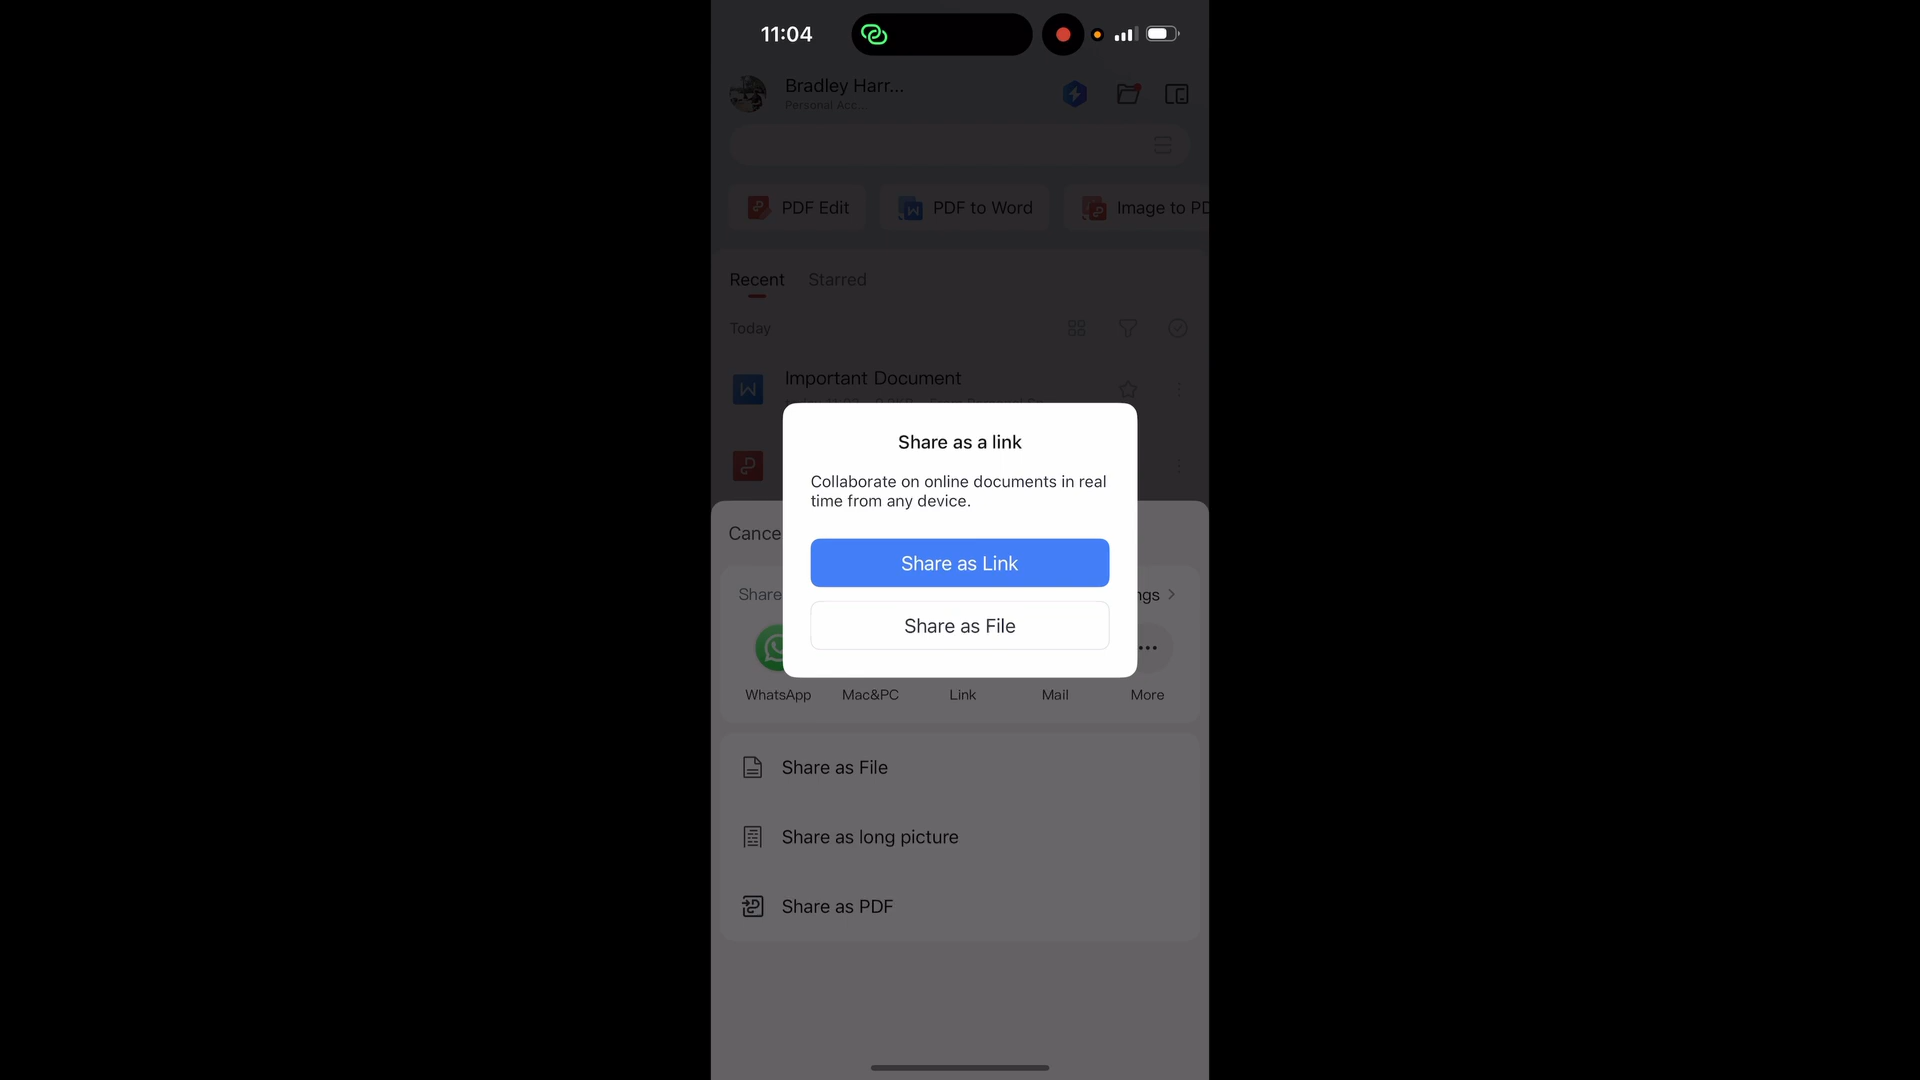 11:04
Bradley Harr...
Personal Acc...
PDF Edit
PDF to Word
Image to PD
Recent
Starred
Today
Important Document
Share as a link
Collaborate on online documents in real
time from any device.
Cance
Share as Link
Share
ngs
Share as File
WhatsApp
Mac&PC
Link
Mail
More
Share as File
Share as long picture
Share as PDF